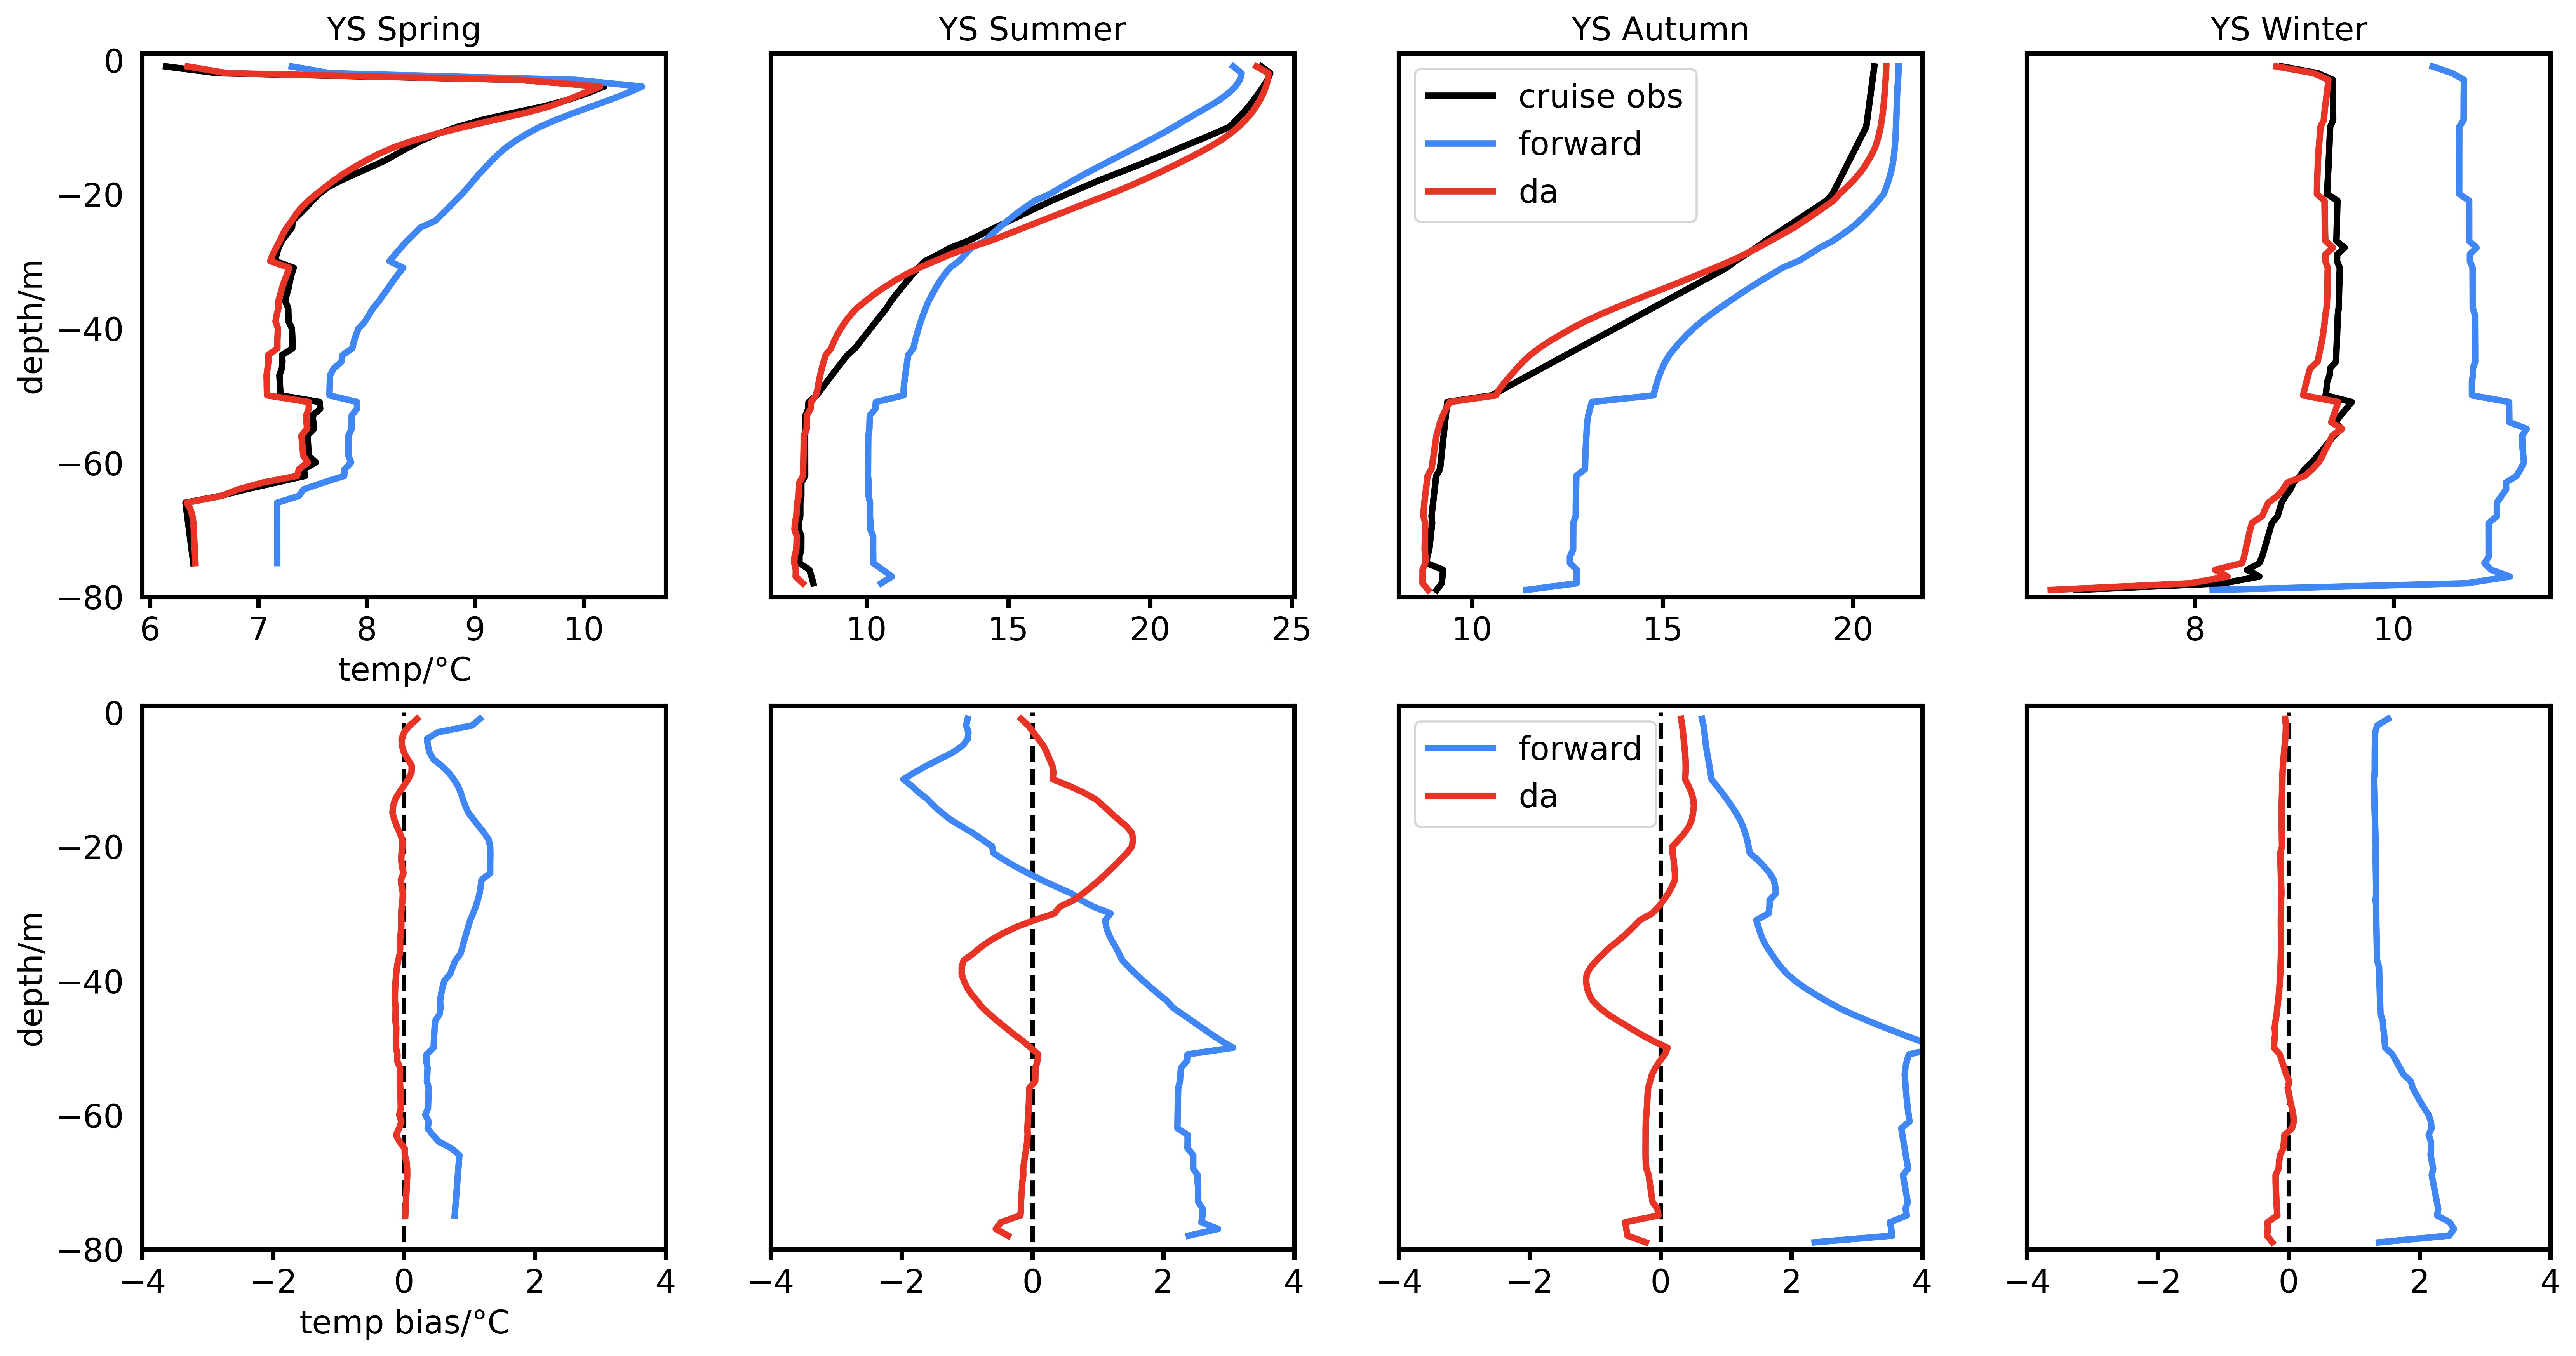 YS Spring
YS Summer
YS Autumn
YS Winter
0
−20
−40
−60
−80
depth/m
6 7 8 9 10
temp/°C
10 15 20 25
cruise obs
forward
da
10 15 20
8 10
0
−20
−40
−60
−80
depth/m
−4 −2 0 2 4
temp bias/°C
−4 −2 0 2 4
forward
da
−4 −2 0 2 4
−4 −2 0 2 4